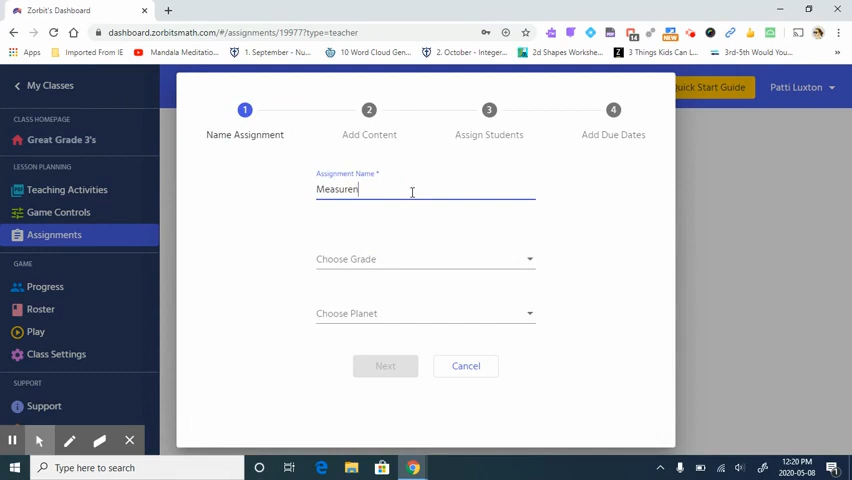 Zorbit's Dashboard
dashboard.zorbitsmath.com/#/assignments/19977?type=teacher
Apps
Imported From IE
Mandala Meditatio...
1. September - Nu...
10 Word Cloud Gen...
2. October - Integer...
2d Shapes Workshe...
3 Things Kids Can L...
3rd-5th Would You...
My Classes
Quick Start Guide
Patti Luxton
CLASS HOMEPAGE
Great Grade 3's
LESSON PLANNING
Teaching Activities
Game Controls
Assignments
GAME
Progress
Roster
Play
Class Settings
SUPPORT
Support
1
2
3
4
Name Assignment
Add Content
Assign Students
Add Due Dates
Assignment Name *
Measuren
Choose Grade
Choose Planet
Next
Cancel
Type here to search
12:20 PM
2020-05-08